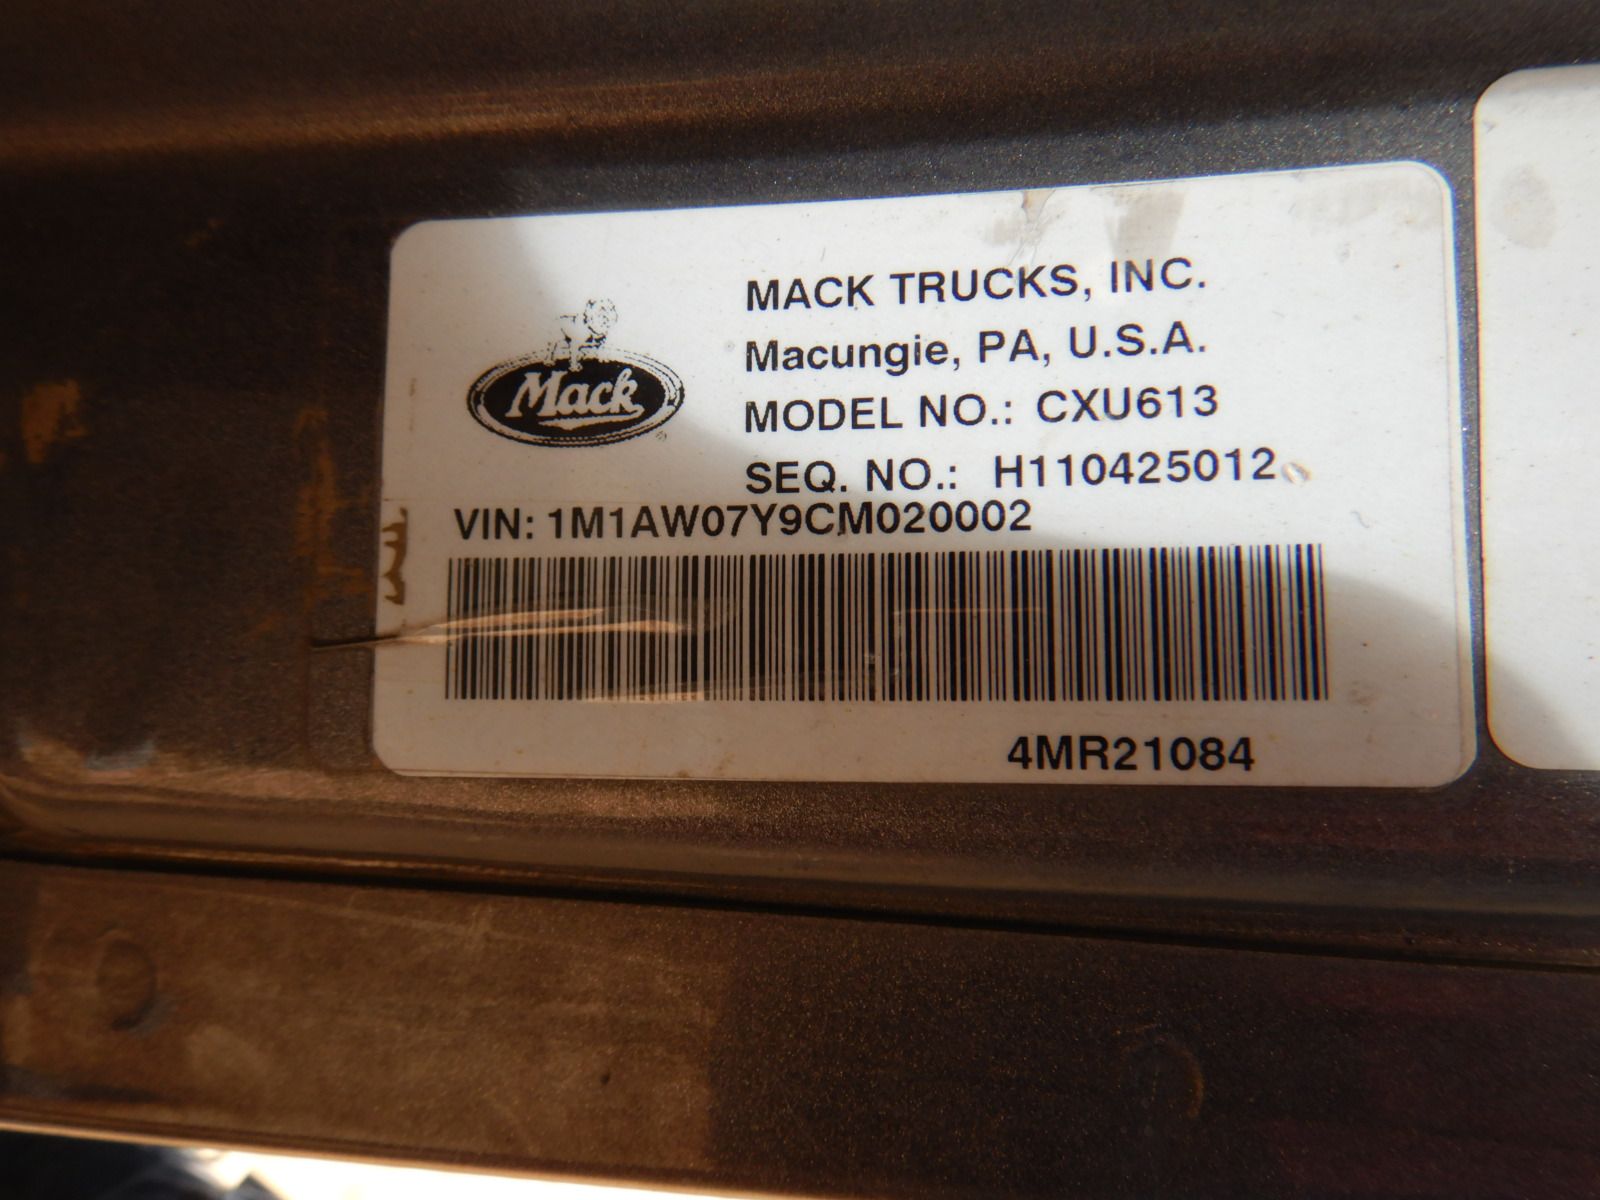 MACK TRUCKS, INC.
Macungie, PA, U.S.A.
Mack
MODEL NO.: CXU613
SEQ. NO.: H110425012
VIN: 1M1AW07Y9CM020002
4MR21084